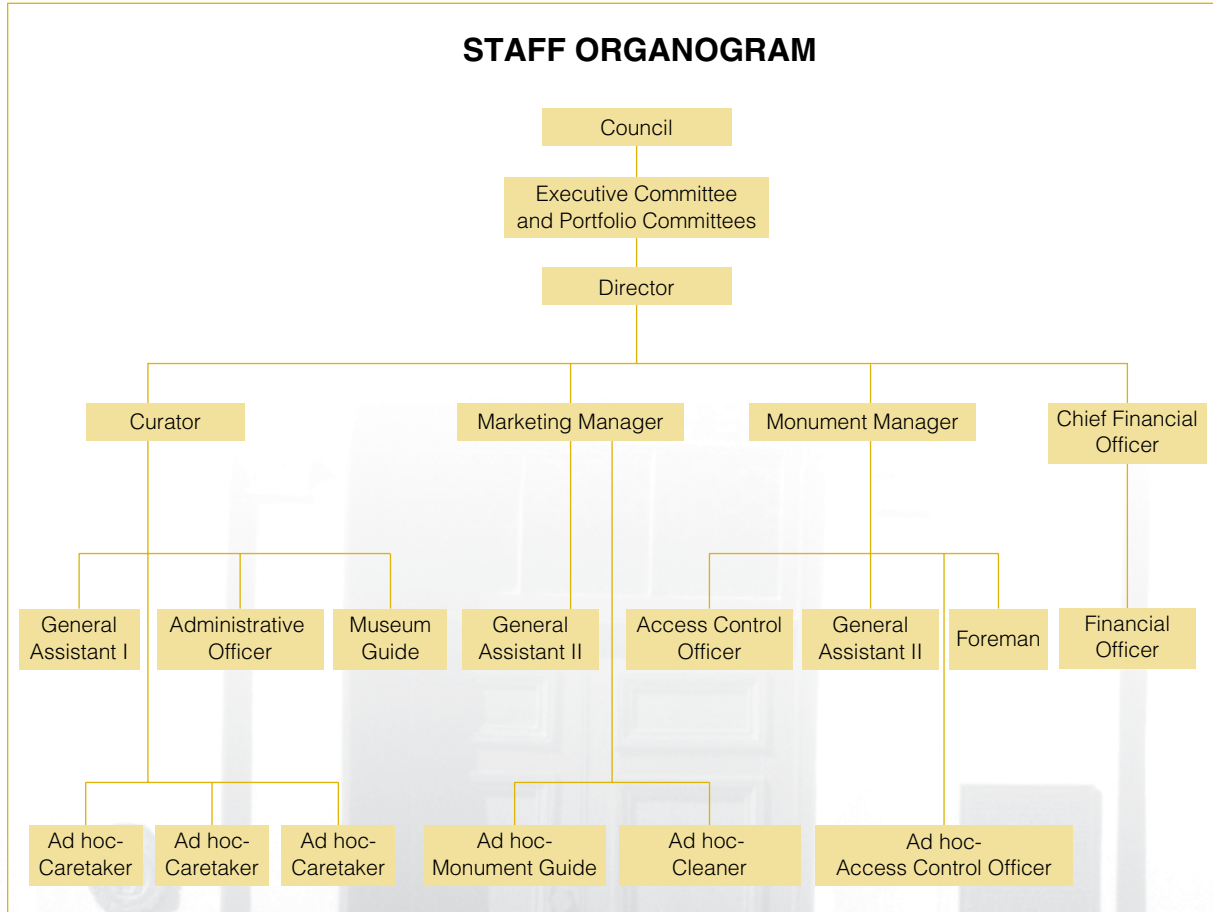 STAFF ORGANOGRAM
Council
Executive Committee
and Portfolio Committees
Director
Curator
Marketing Manager
Monument Manager
Chief Financial
Officer
General
Assistant I
Administrative
Officer
Museum
Guide
General
Assistant II
Access Control
Officer
General
Assistant II
Foreman
Financial
Officer
Ad hoc-
Caretaker
Ad hoc-
Caretaker
Ad hoc-
Caretaker
Ad hoc-
Monument Guide
Ad hoc-
Cleaner
Ad hoc-
Access Control Officer